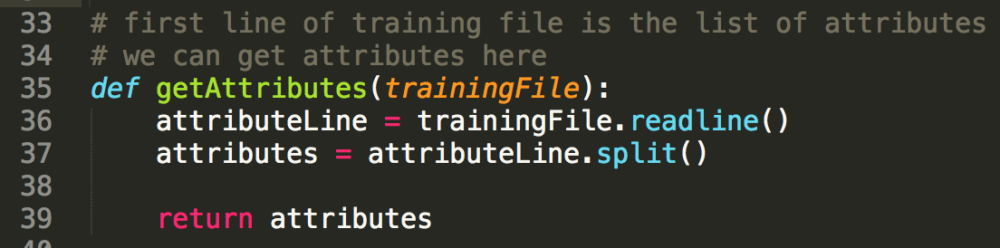 33 # first line of training file is the list of attributes
34 # we can get attributes here
35 def getAttributes(trainingFile):
36     attributeLine = trainingFile.readline()
37     attributes = attributeLine.split()
38
39     return attributes
40